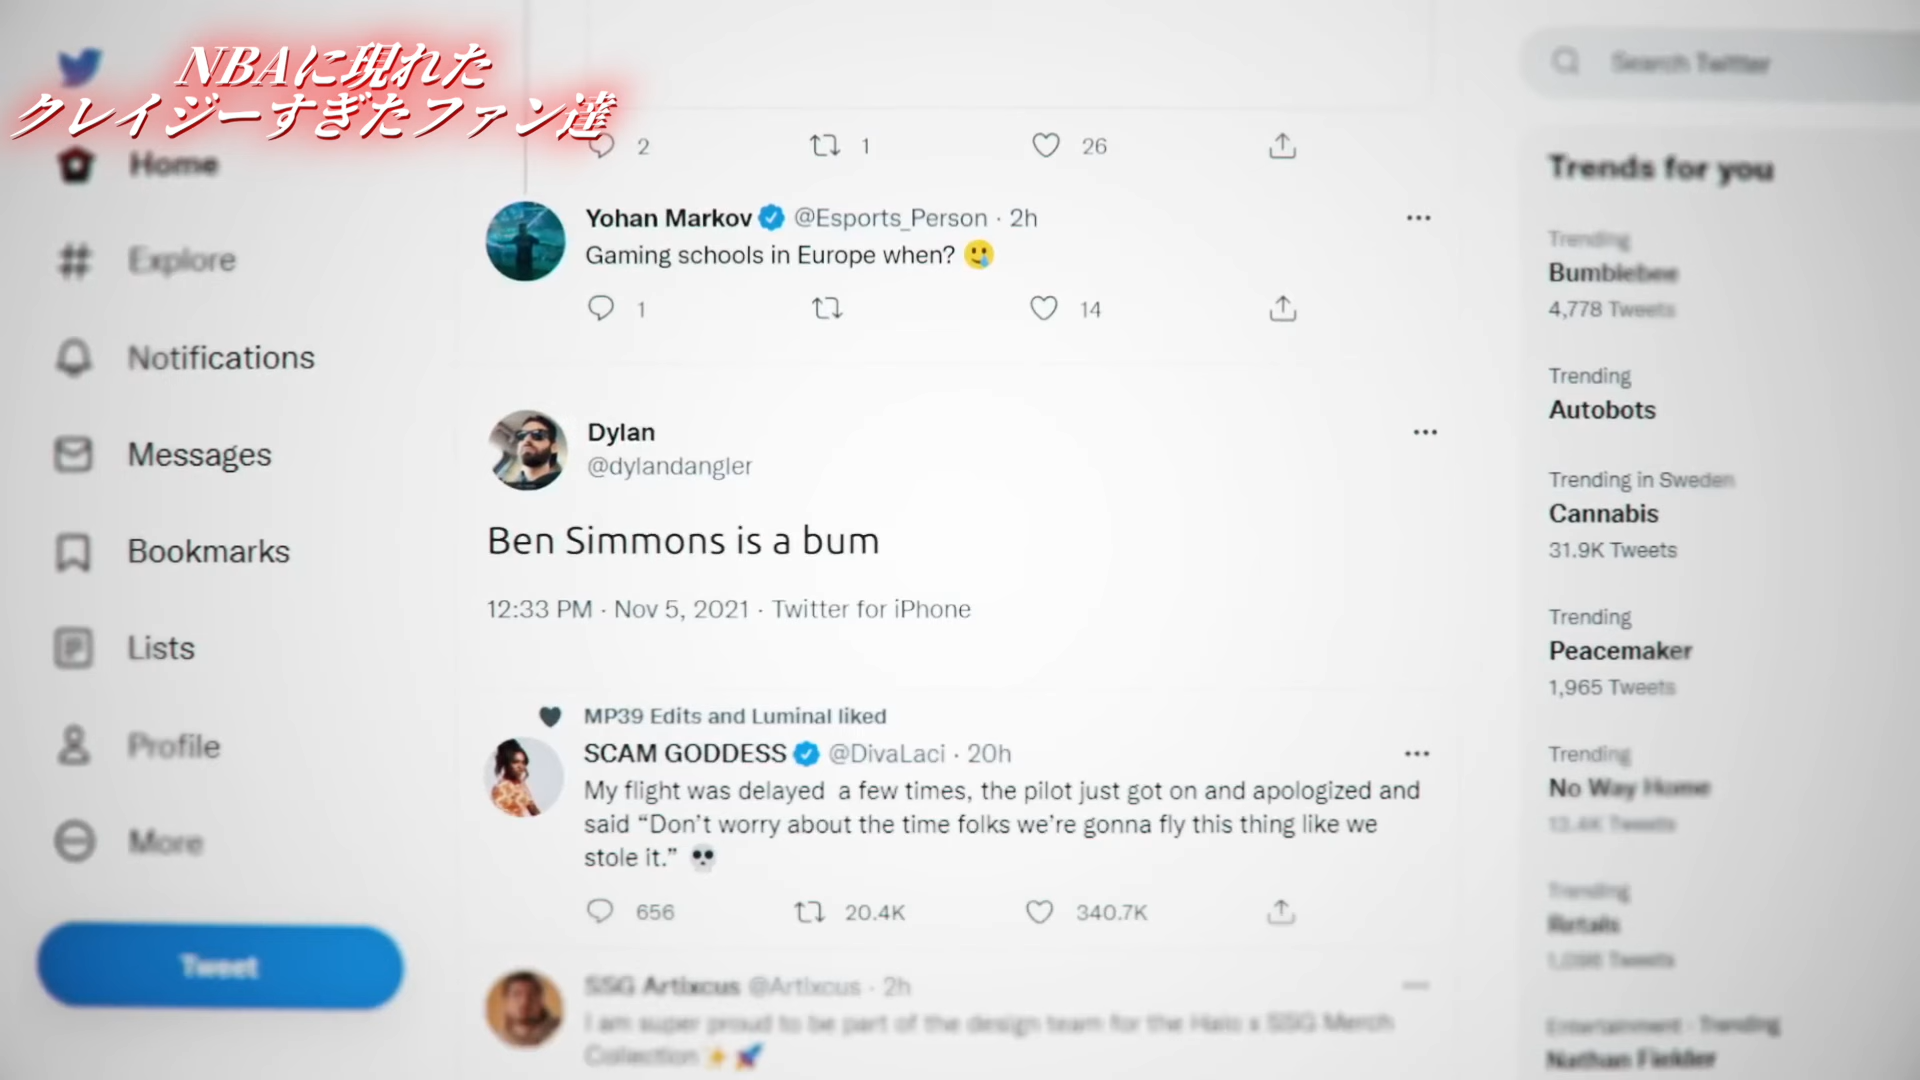 NBAに現れた
クレイジーすぎたファン達
Search Twitter
Home
Explore
Notifications
Messages
Bookmarks
Lists
Profile
More
Tweet
2 1 26
Yohan Markov @Esports_Person · 2h
Gaming schools in Europe when? 🥲
1 14
Dylan
@dylandangler
Ben Simmons is a bum
12:33 PM · Nov 5, 2021 · Twitter for iPhone
MP39 Edits and Luminal liked
SCAM GODDESS @DivaLaci · 20h
My flight was delayed a few times, the pilot just got on and apologized and
said “Don’t worry about the time folks we’re gonna fly this thing like we
stole it.” 💀
656 20.4K 340.7K
SSG Artixcus @Artixcus · 2h
I am super proud to be part of the design team for the Halo x SSG Merch
Collection ✨ 🚀
Trends for you
Trending
Bumblebee
4,778 Tweets
Trending
Autobots
Trending in Sweden
Cannabis
31.9K Tweets
Trending
Peacemaker
1,965 Tweets
Trending
No Way Home
Tweets
Trending
Tweets
Entertainment · Trending
Nathan Fielder